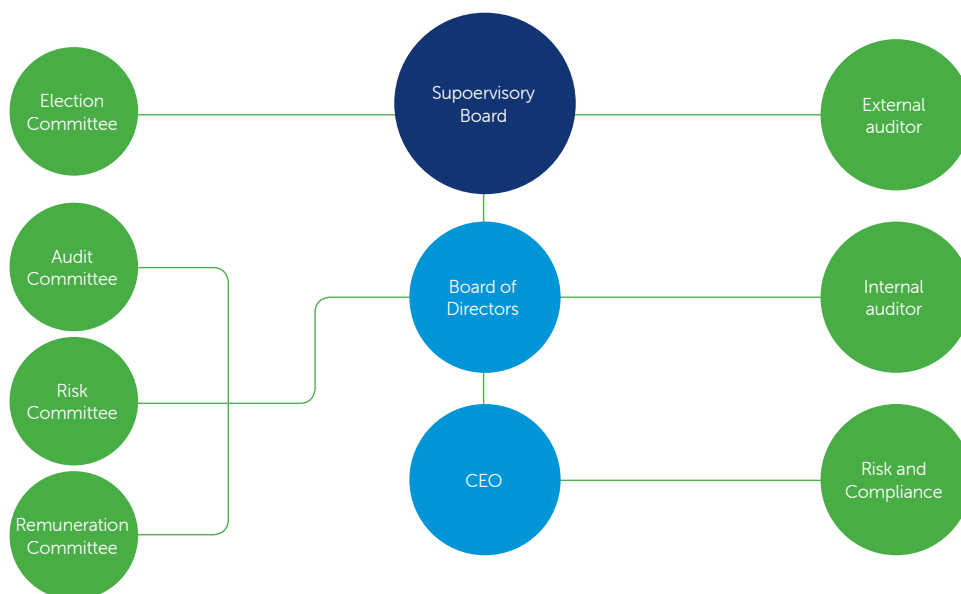 Election
Committee
Supoervisory
Board
External
auditor
Audit
Committee
Board of
Directors
Internal
auditor
Risk
Committee
CEO
Risk and
Compliance
Remuneration
Committee